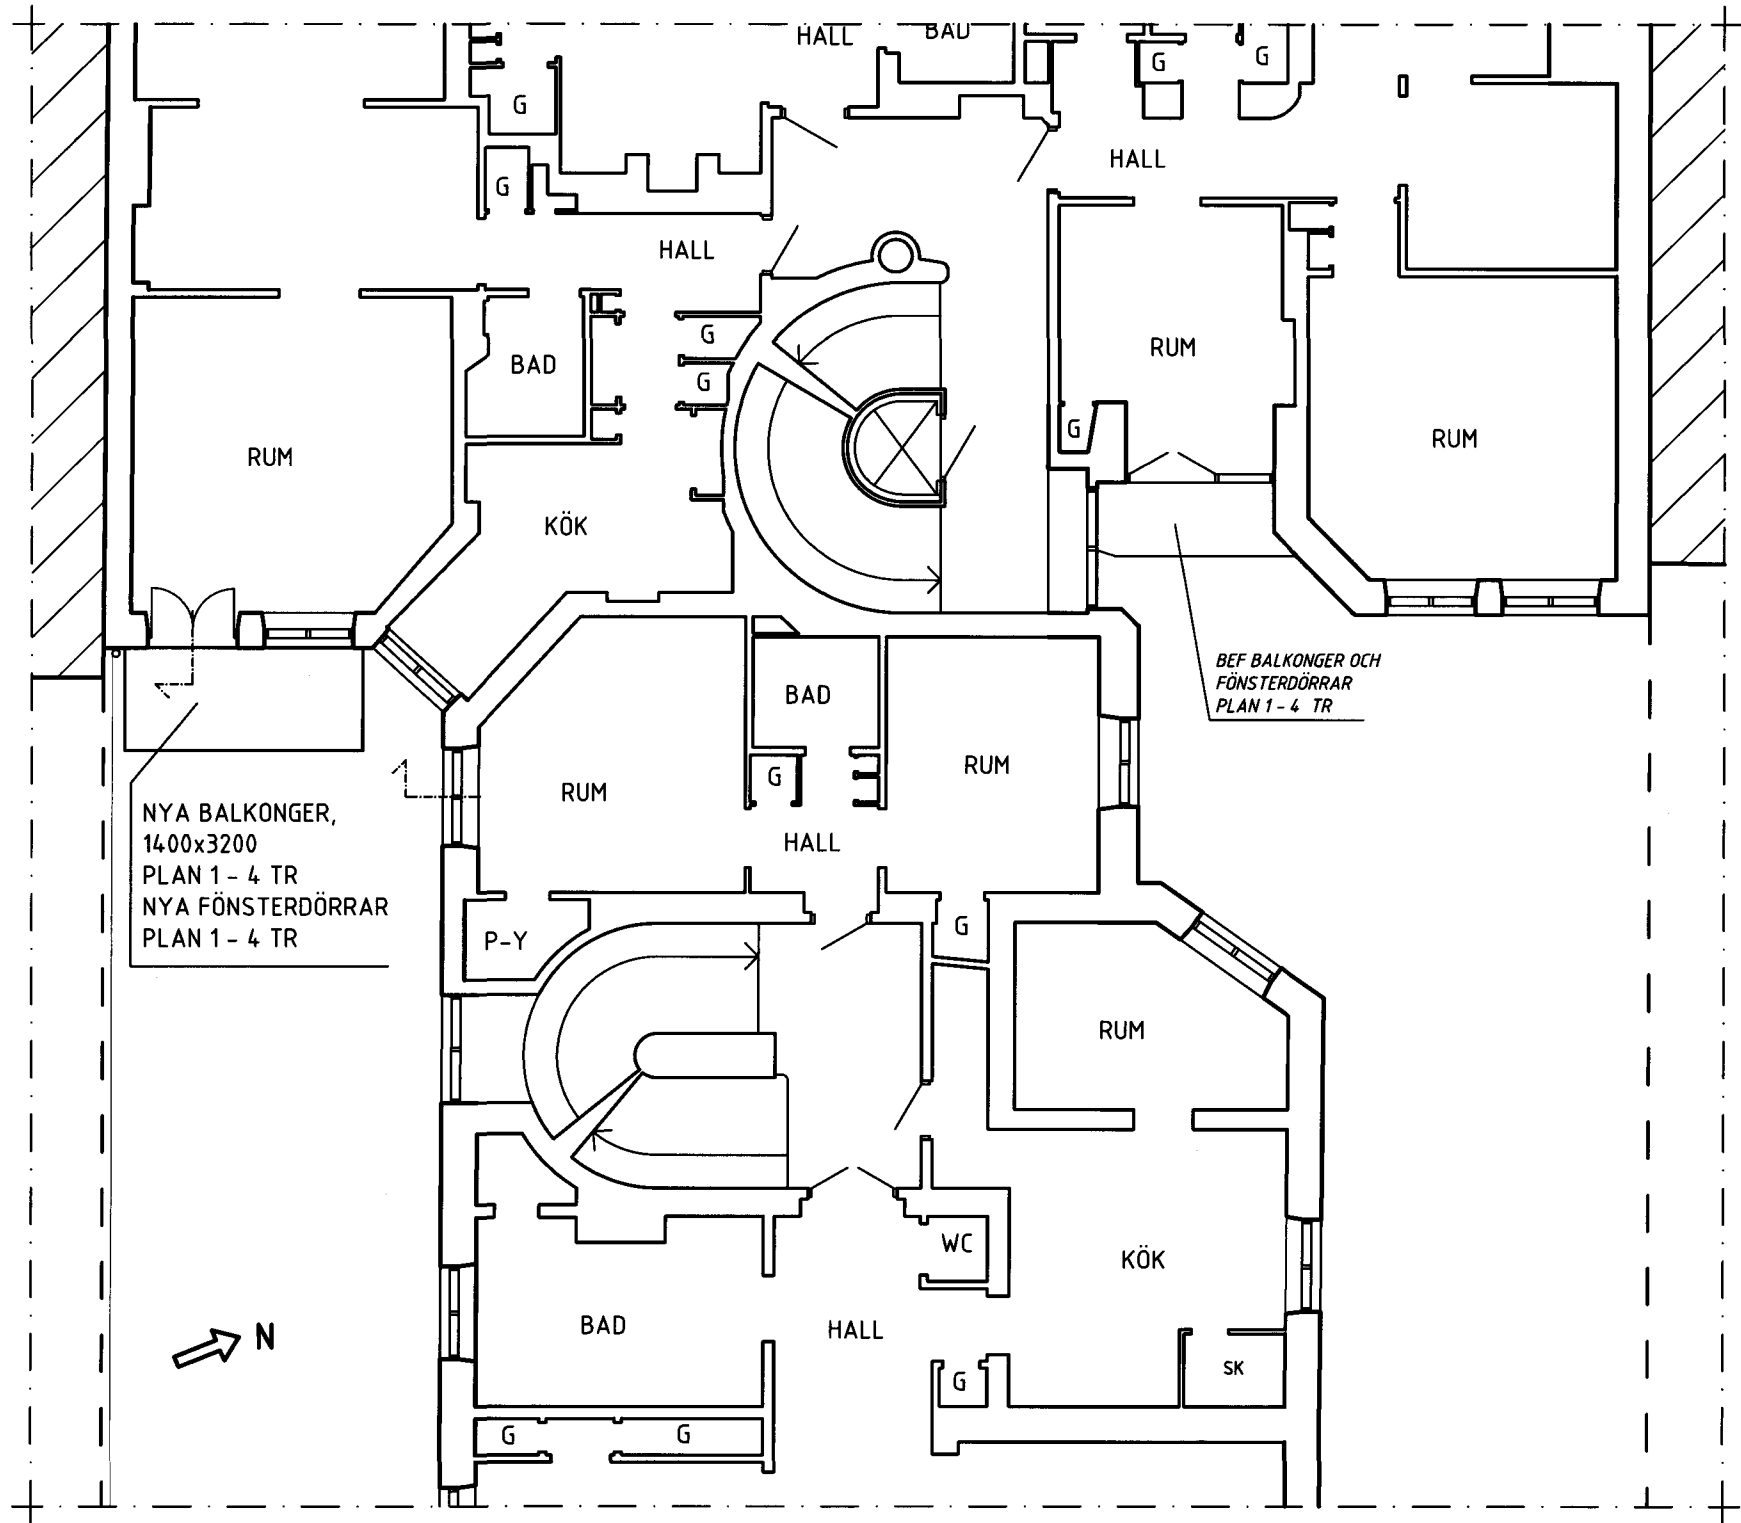 HALL
BAD
G
G
G
HALL
G
HALL
G
G
RUM
BAD
G
RUM
RUM
G
KÖK
BEF BALKONGER OCH
FÖNSTERDÖRRAR
PLAN 1 - 4 TR
BAD
RUM
G
RUM
HALL
NYA BALKONGER,
1400x3200
PLAN 1 - 4 TR
NYA FÖNSTERDÖRRAR
PLAN 1 - 4 TR
P-Y
G
RUM
WC
KÖK
BAD
HALL
N
G
SK
G
G